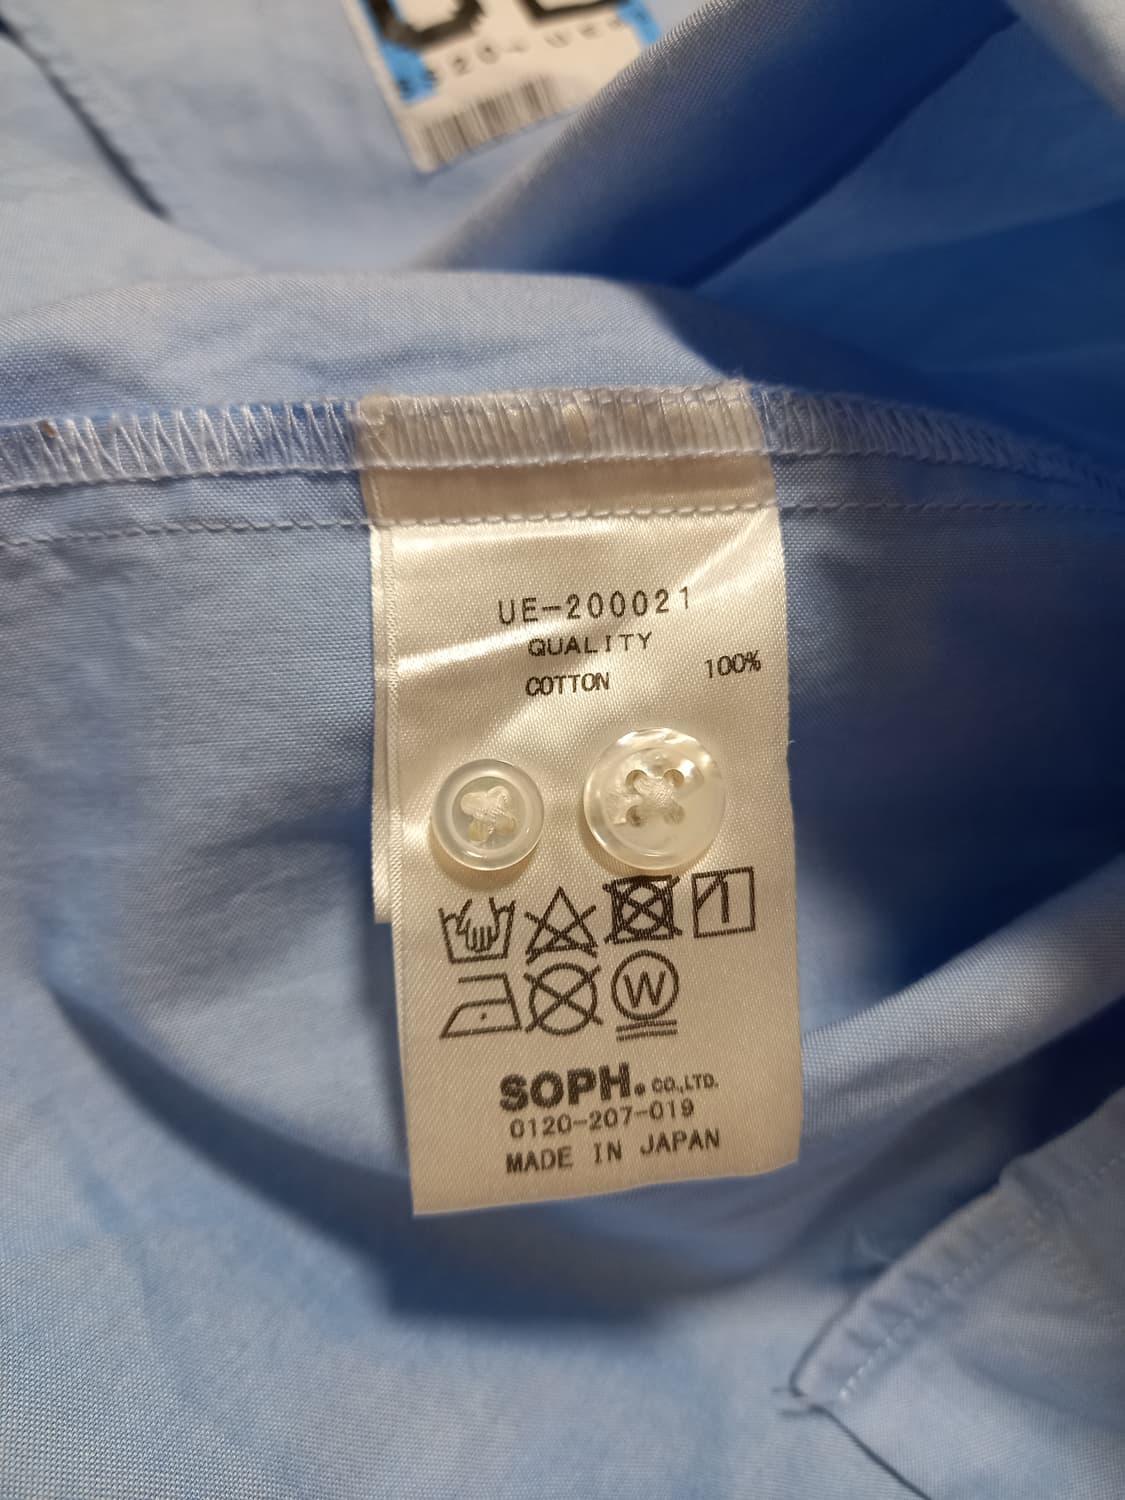 UE-200021
QUALITY
COTTON 100%
W
SOPH. CO.,LTD.
0120-207-019
MADE IN JAPAN